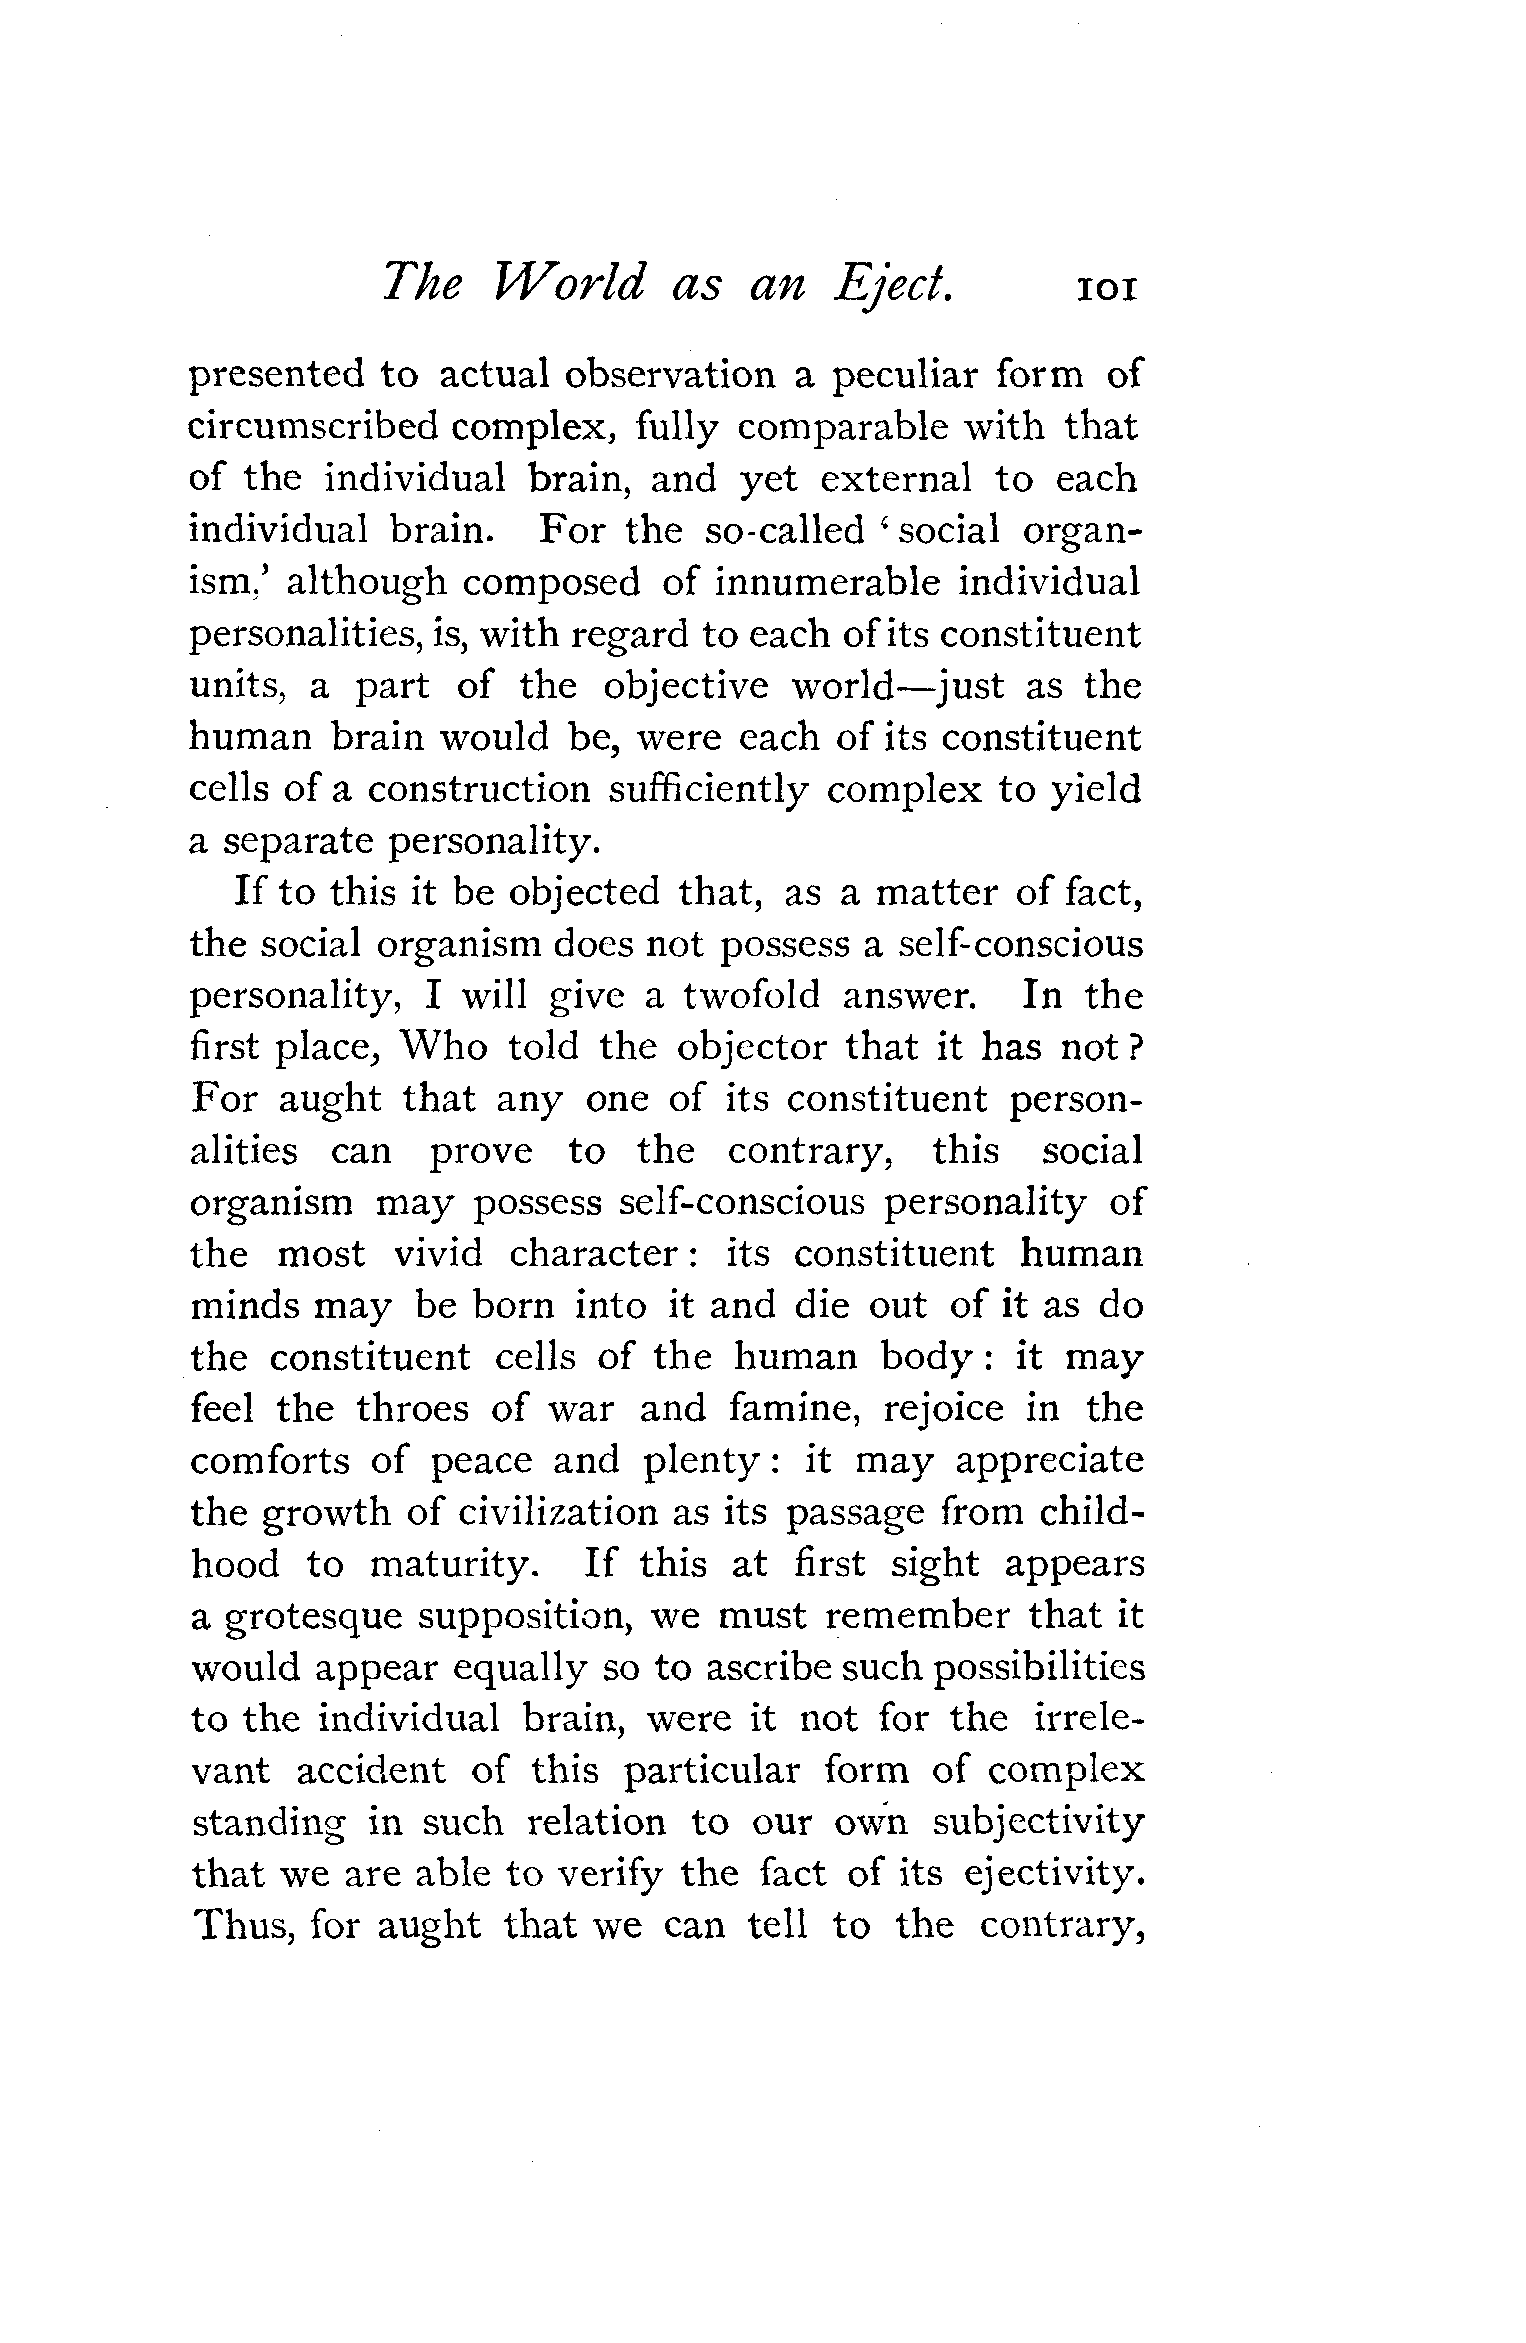 The World as an Eject. 101
presented to actual observation a peculiar form of
circumscribed complex, fully comparable with that
of the individual brain, and yet external to each
individual brain. For the so-called ‘social organ-
ism,’ although composed of innumerable individual
personalities, is, with regard to each of its constituent
units, a part of the objective world—just as the
human brain would be, were each of its constituent
cells of a construction sufficiently complex to yield
a separate personality.
If to this it be objected that, as a matter of fact,
the social organism does not possess a self-conscious
personality, I will give a twofold answer. In the
first place, Who told the objector that it has not?
For aught that any one of its constituent person-
alities can prove to the contrary, this social
organism may possess self-conscious personality of
the most vivid character: its constituent human
minds may be born into it and die out of it as do
the constituent cells of the human body: it may
feel the throes of war and famine, rejoice in the
comforts of peace and plenty: it may appreciate
the growth of civilization as its passage from child-
hood to maturity. If this at first sight appears
a grotesque supposition, we must remember that it
would appear equally so to ascribe such possibilities
to the individual brain, were it not for the irrele-
vant accident of this particular form of complex
standing in such relation to our own subjectivity
that we are able to verify the fact of its ejectivity.
Thus, for aught that we can tell to the contrary,